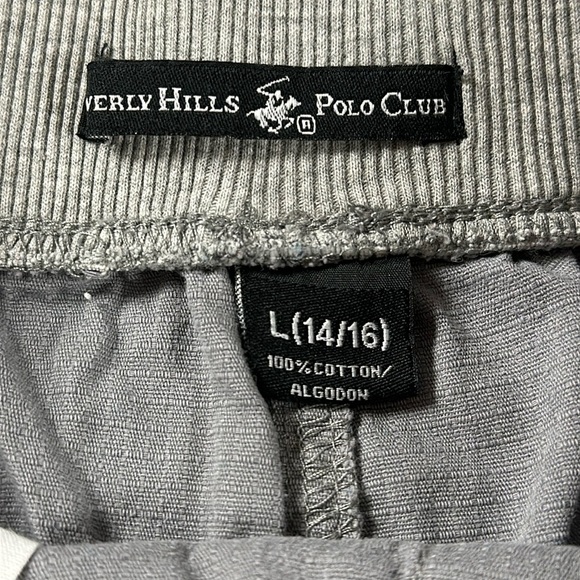 VERLY HILLS POLO CLUB
R
L(14/16)
100% COTTON/
ALGODON